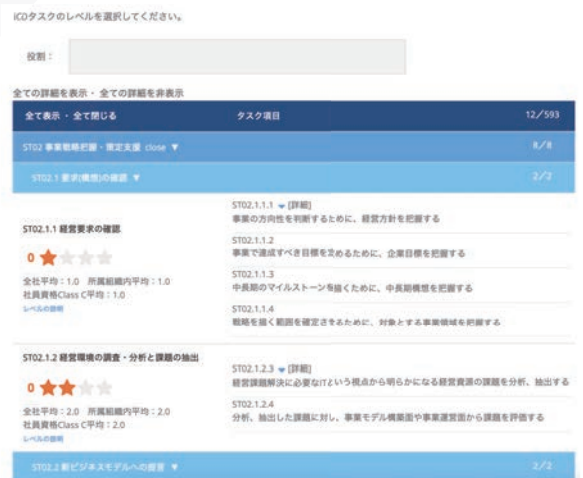 iCDタスクのレベルを選択してください。
役割：
全ての詳細を表示・ 全ての詳細を非表示
全て表示 ・ 全て閉じる タスク項目 12/593
ST02 事業戦略把握・策定支援 close ▼ 8/8
ST02.1 要求(構想)の確認 ▼ 2/2
ST02.1.1 経営要求の確認
0 ★★★★★
全社平均：1.0 所属組織内平均：1.0
社員資格Class C平均：1.0
レベルの説明
ST02.1.1.1 ▼ [詳細]
事業の方向性を判断するために、経営方針を把握する
ST02.1.1.2
事業で達成すべき目標を定めるために、企業目標を把握する
ST02.1.1.3
中長期のマイルストーンを描くために、中長期構想を把握する
ST02.1.1.4
戦略を描く範囲を確定させるために、対象とする事業領域を把握する
ST02.1.2 経営環境の調査・分析と課題の抽出
0 ★★★★★
全社平均：2.0 所属組織内平均：2.0
社員資格Class C平均：2.0
レベルの説明
ST02.1.2.3 ▼ [詳細]
経営課題解決に必要なITという視点から明らかになる経営資源の課題を分析、抽出する
ST02.1.2.4
分析、抽出した課題に対し、事業モデル構築面や事業運営面から課題を評価する
ST02.2 新ビジネスモデルへの提言 ▼ 2/2